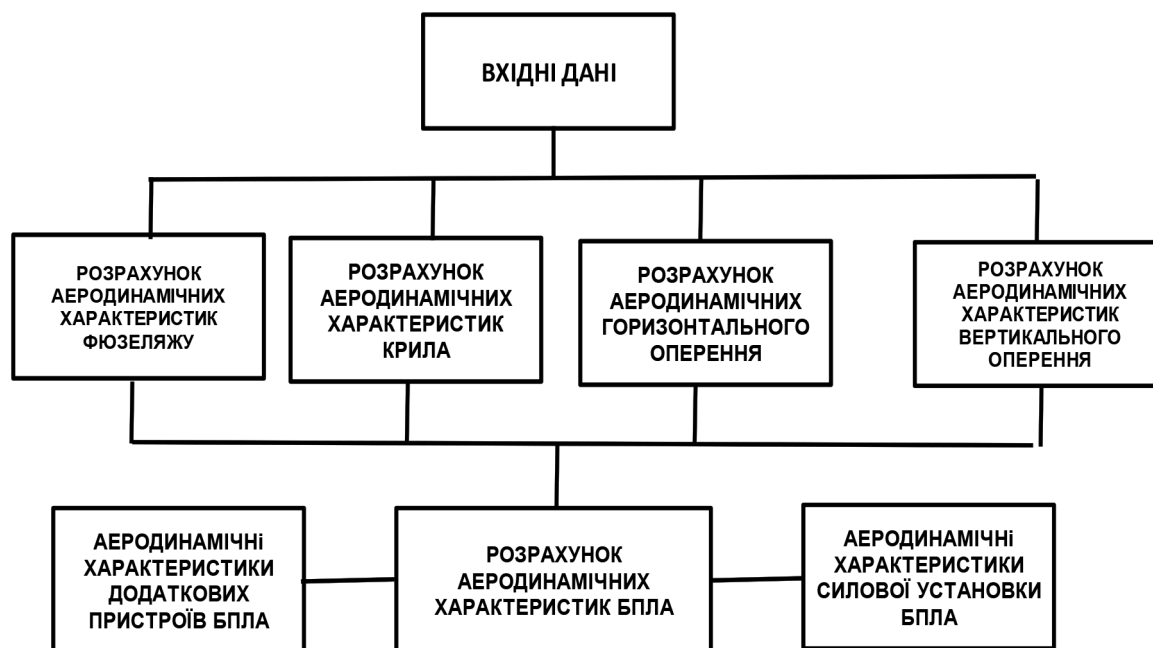 ВХІДНІ ДАНІ
РОЗРАХУНОК
АЕРОДИНАМІЧНИХ
ХАРАКТЕРИСТИК
ФЮЗЕЛЯЖУ
РОЗРАХУНОК
АЕРОДИНАМІЧНИХ
ХАРАКТЕРИСТИК
КРИЛА
РОЗРАХУНОК
АЕРОДИНАМІЧНИХ
ГОРИЗОНТАЛЬНОГО
ОПЕРЕННЯ
РОЗРАХУНОК
АЕРОДИНАМІЧНИХ
ХАРАКТЕРИСТИК
ВЕРТИКАЛЬНОГО
ОПЕРЕННЯ
АЕРОДИНАМІЧНі
ХАРАКТЕРИСТИКИ
ДОДАТКОВИХ
ПРИСТРОЇВ БПЛА
РОЗРАХУНОК
АЕРОДИНАМІЧНИХ
ХАРАКТЕРИСТИК БПЛА
АЕРОДИНАМІЧНі
ХАРАКТЕРИСТИКИ
СИЛОВОЇ УСТАНОВКИ
БПЛА